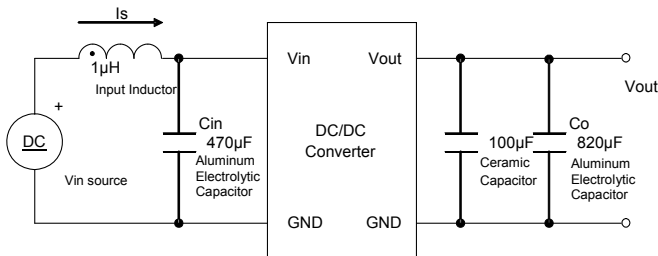 Is
1µH
Input Inductor
+
DC
Vin source
Cin
470µF
Aluminum
Electrolytic
Capacitor
Vin
Vout
DC/DC
Converter
GND
GND
100µF
Ceramic
Capacitor
Co
820µF
Aluminum
Electrolytic
Capacitor
Vout